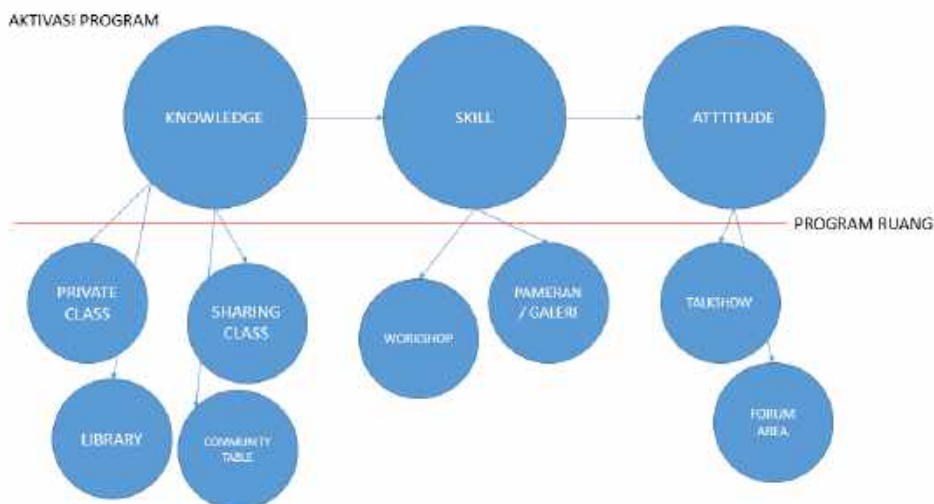 AKTIVASI PROGRAM
KNOWLEDGE
SKILL
ATTTITUDE
PROGRAM RUANG
PRIVATE
CLASS
SHARING
CLASS
WORKSHOP
PAMERAN
/ GALERI
TALKSHOW
LIBRARY
COMMUNITY
TABLE
FORUM
AREA